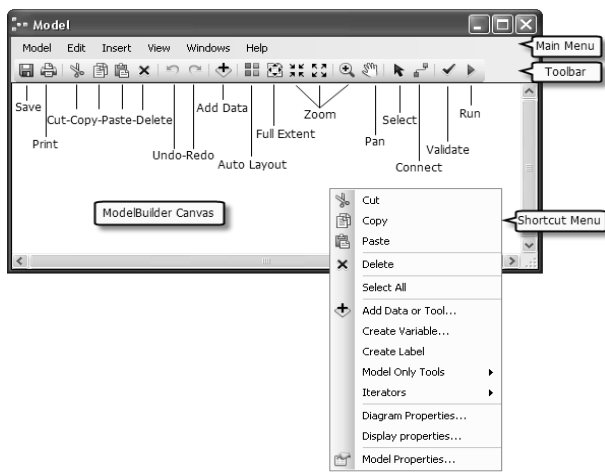 Model
Model Edit Insert View Windows Help
Main Menu
Toolbar
Save
Cut-Copy-Paste-Delete
Add Data
Zoom
Select
Run
Print
Undo-Redo
Auto Layout
Full Extent
Pan
Connect
Validate
ModelBuilder Canvas
Shortcut Menu
Cut
Copy
Paste
Delete
Select All
Add Data or Tool...
Create Variable...
Create Label
Model Only Tools
Iterators
Diagram Properties...
Display properties...
Model Properties...